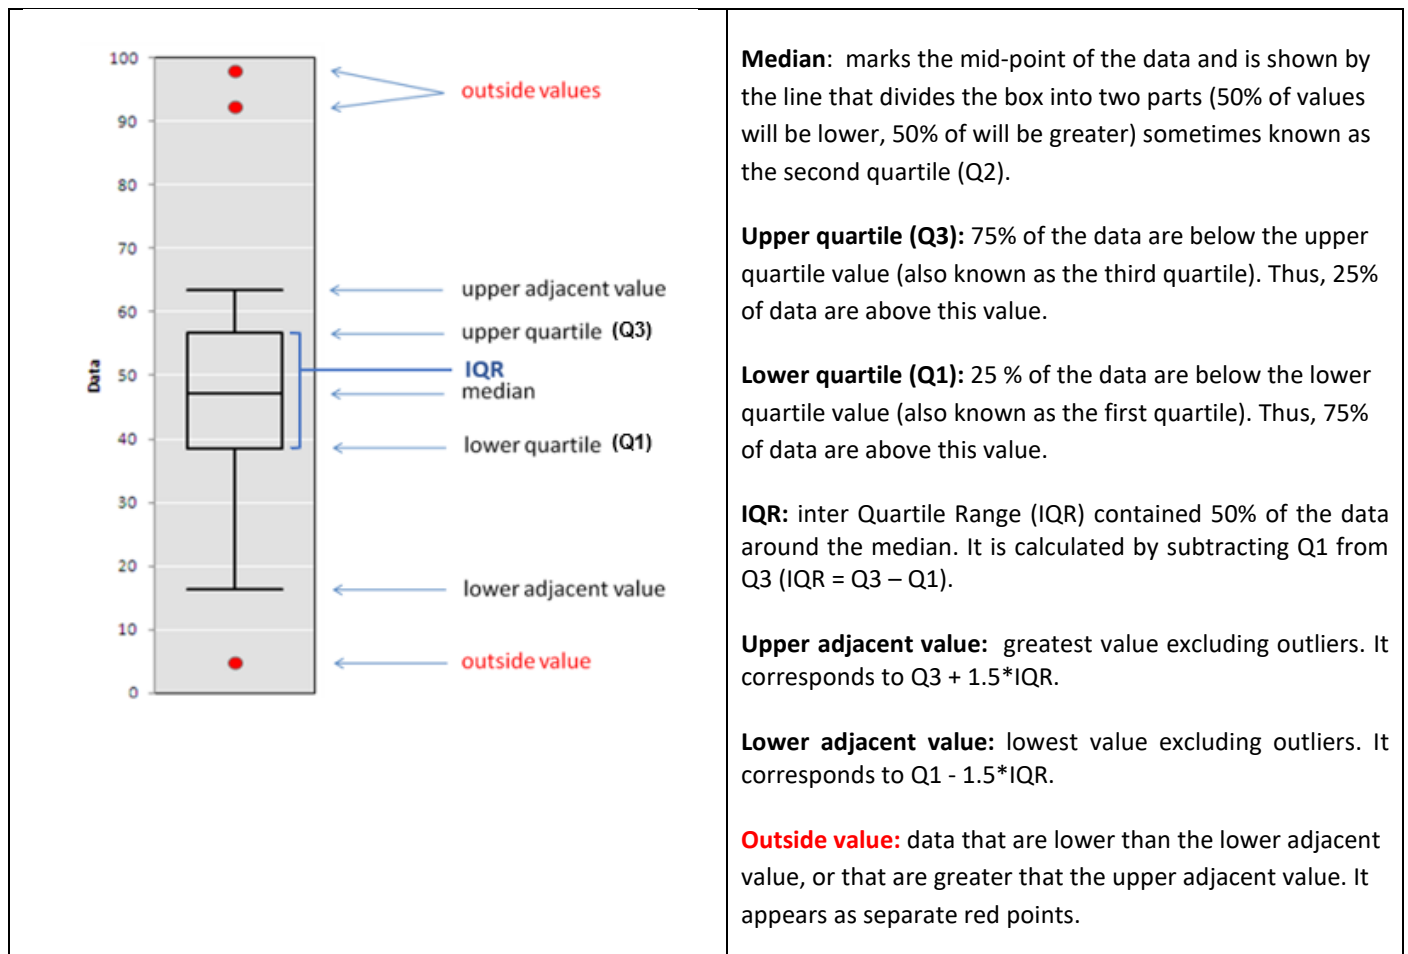 100
90
80
70
60
50
40
30
20
10
0
Data
outside values
upper adjacent value
upper quartile (Q3)
IQR
median
lower quartile (Q1)
lower adjacent value
outside value
Median:  marks the mid-point of the data and is shown by
the line that divides the box into two parts (50% of values
will be lower, 50% of will be greater) sometimes known as
the second quartile (Q2).
Upper quartile (Q3): 75% of the data are below the upper
quartile value (also known as the third quartile). Thus, 25%
of data are above this value.
Lower quartile (Q1): 25 % of the data are below the lower
quartile value (also known as the first quartile). Thus, 75%
of data are above this value.
IQR: inter Quartile Range (IQR) contained 50% of the data
around the median. It is calculated by subtracting Q1 from
Q3 (IQR = Q3 – Q1).
Upper adjacent value:  greatest value excluding outliers. It
corresponds to Q3 + 1.5*IQR.
Lower adjacent value: lowest value excluding outliers. It
corresponds to Q1 - 1.5*IQR.
Outside value: data that are lower than the lower adjacent
value, or that are greater that the upper adjacent value. It
appears as separate red points.